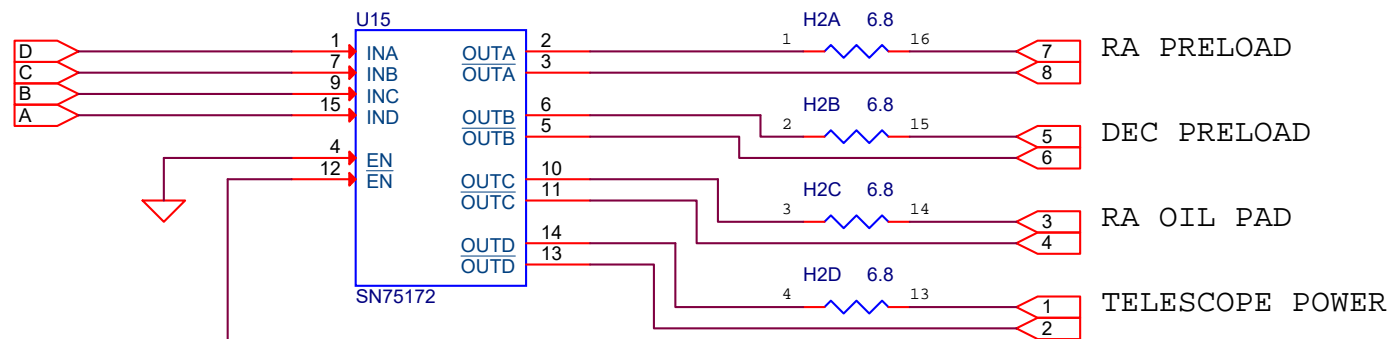 U15
H2A 6.8
D 1 INA OUTA 2 1 16 7 RA PRELOAD
C 7 INB OUTA 3 8
B 9 INC H2B 6.8
A 15 IND OUTB 6 2 15 5 DEC PRELOAD
OUTB 5 6
4 EN
12 EN OUTC 10 H2C 6.8
OUTC 11 3 14 3 RA OIL PAD
4
OUTD 14
OUTD 13 H2D 6.8
SN75172 4 13 1 TELESCOPE POWER
2